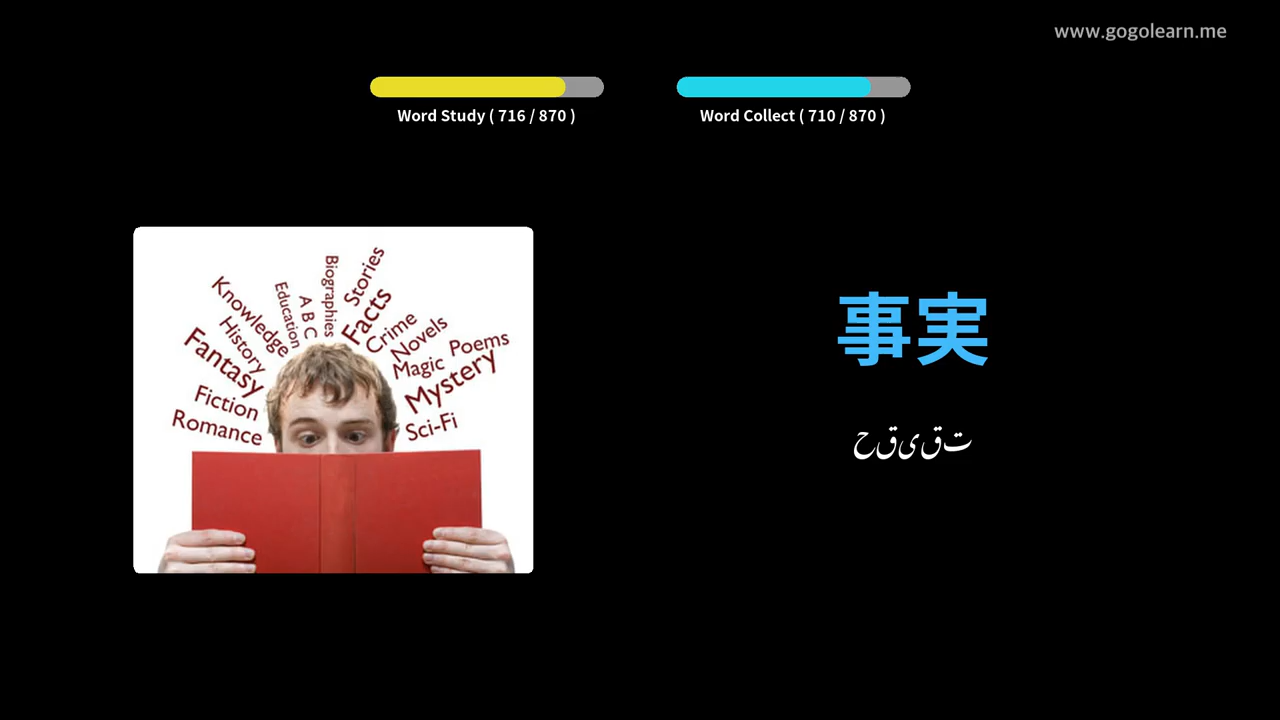 www.gogolearn.me
Word Study ( 716 / 870 )
Word Collect ( 710 / 870 )
Romance
Fiction
Fantasy
History
Knowledge
Education
A B C
Biographies
Stories
Facts
Crime
Novels
Magic
Poems
Mystery
Sci-Fi
事実
حقیقت